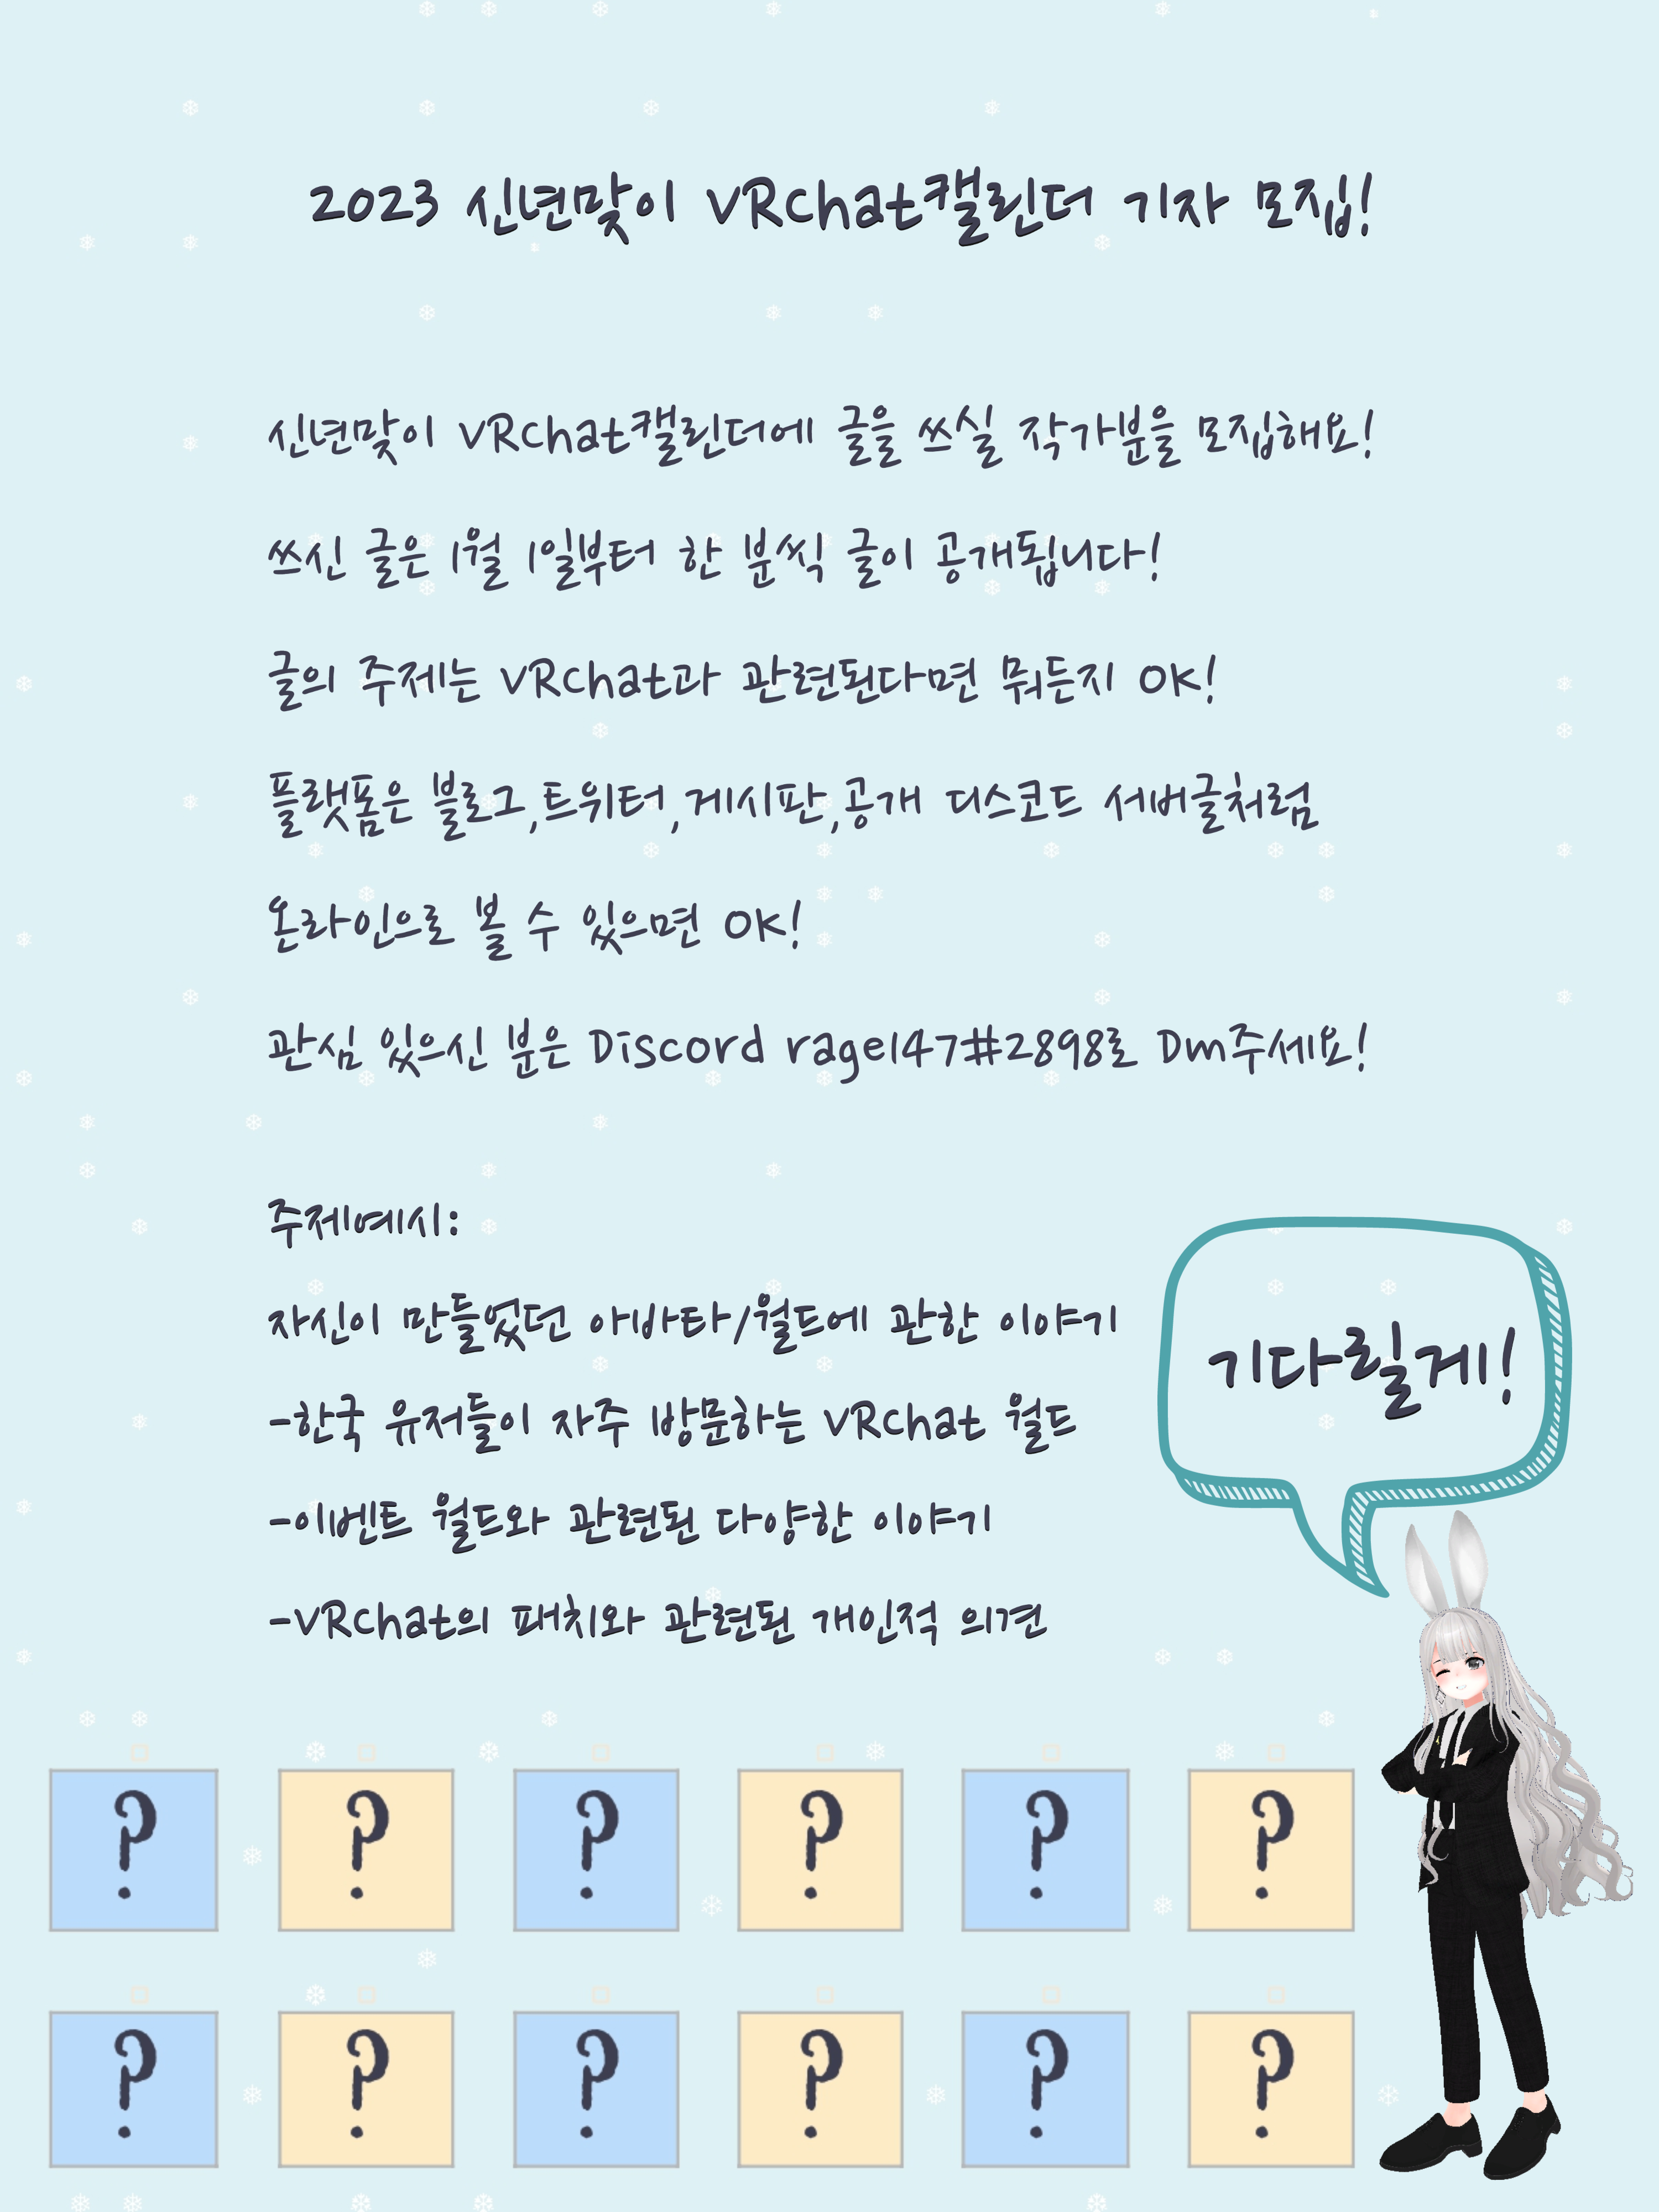 2023 신년맞이 VRchat캘린더 기자 모집!
신년맞이 VRchat캘린더에 글을 쓰실 작가분을 모집해요!
쓰신 글은 1월 1일부터 한 분씩 글이 공개됩니다!
글의 주제는 VRchat과 관련된다면 뭐든지 OK!
플랫폼은 블로그,트위터,게시판,공개 디스코드 서버글처럼
온라인으로 볼 수 있으면 OK!
관심 있으신 분은 Discord rage147#2898로 Dm주세요!
주제예시:
자신이 만들었던 아바타/월드에 관한 이야기
-한국 유저들이 자주 방문하는 VRchat 월드
-이벤트 월드와 관련된 다양한 이야기
-VRchat의 패치와 관련된 개인적 의견
기다릴게!
? ? ? ? ? ?
? ? ? ? ? ?